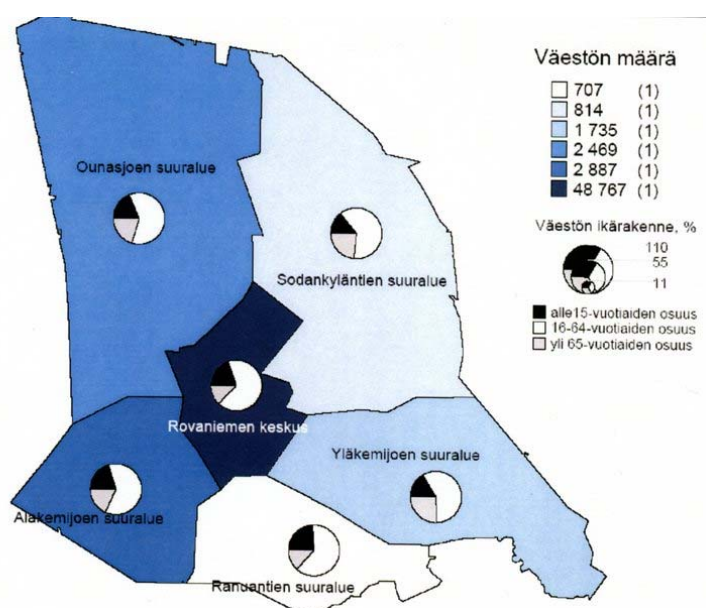 Väestön määrä
707 (1)
814 (1)
1 735 (1)
2 469 (1)
2 887 (1)
48 767 (1)
Väestön ikärakenne, %
110
55
11
alle15-vuotiaiden osuus
16-64-vuotiaiden osuus
yli 65-vuotiaiden osuus
Ounasjoen suuralue
Sodankyläntien suuralue
Rovaniemen keskus
Yläkemijoen suuralue
Alakemijoen suuralue
Ranuantien suuralue